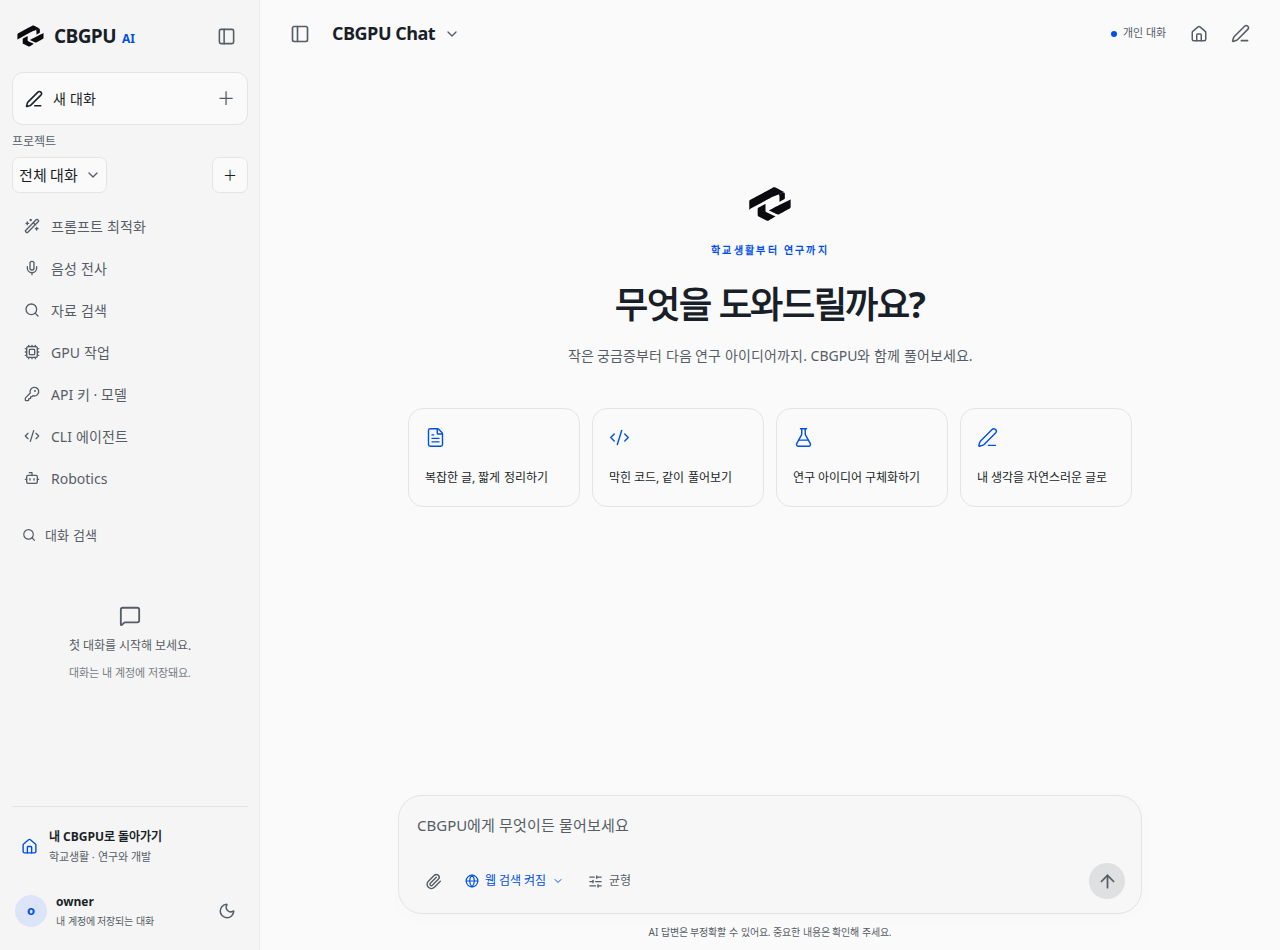 CBGPU AI
새 대화
프로젝트
전체 대화
프롬프트 최적화
음성 전사
자료 검색
GPU 작업
API 키 · 모델
CLI 에이전트
Robotics
대화 검색
첫 대화를 시작해 보세요.
대화는 내 계정에 저장돼요.
내 CBGPU로 돌아가기
학교생활 · 연구와 개발
o
owner
내 계정에 저장되는 대화
CBGPU Chat
개인 대화
학교생활부터 연구까지
무엇을 도와드릴까요?
작은 궁금증부터 다음 연구 아이디어까지. CBGPU와 함께 풀어보세요.
복잡한 글, 짧게 정리하기
막힌 코드, 같이 풀어보기
연구 아이디어 구체화하기
내 생각을 자연스러운 글로
CBGPU에게 무엇이든 물어보세요
웹 검색 켜짐
균형
AI 답변은 부정확할 수 있어요. 중요한 내용은 확인해 주세요.